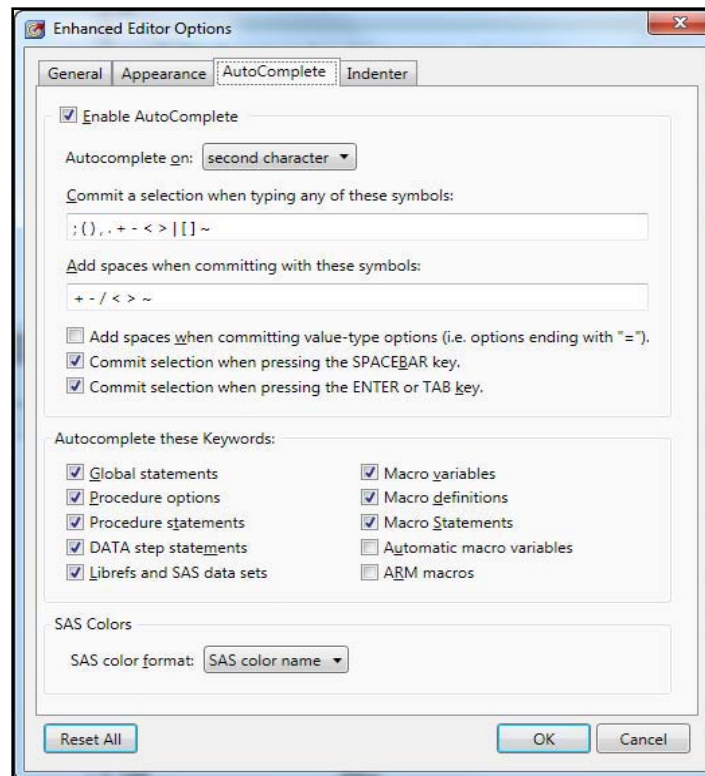 Enhanced Editor Options
General Appearance AutoComplete Indenter
Enable AutoComplete
Autocomplete on: second character
Commit a selection when typing any of these symbols:
; ( ) , . + - < > | [ ] ~
Add spaces when committing with these symbols:
+ - / < > ~
Add spaces when committing value-type options (i.e. options ending with "=").
Commit selection when pressing the SPACEBAR key.
Commit selection when pressing the ENTER or TAB key.
Autocomplete these Keywords:
Global statements
Procedure options
Procedure statements
DATA step statements
Librefs and SAS data sets
Macro variables
Macro definitions
Macro Statements
Automatic macro variables
ARM macros
SAS Colors
SAS color format: SAS color name
Reset All OK Cancel